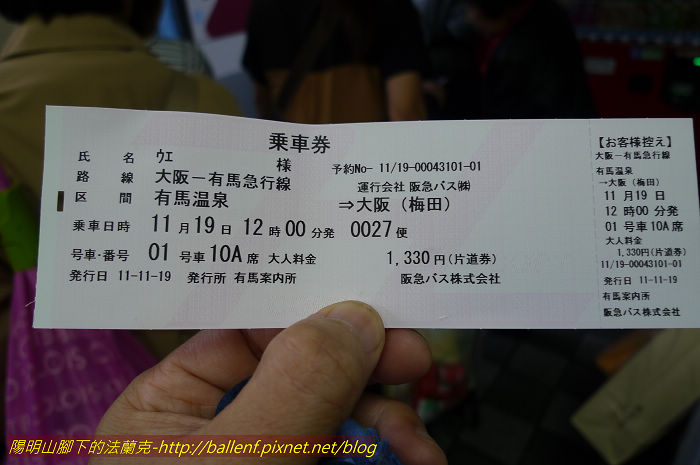 乗車券
氏 名 ｳｴ 様 予約No- 11/19-00043101-01
路 線 大阪ー有馬急行線 運行会社 阪急バス㈱
区 間 有馬温泉 ⇒大阪（梅田）
乗車日時 11月19日 12時00分発 0027便
号車・番号 01号車10A席 大人料金 1,330円(片道券)
発行日 11-11-19 発行所 有馬案内所 阪急バス株式会社
【お客様控え】
大阪ー有馬急行線
有馬温泉
→大阪（梅田）
11月19日
12時00分発
01号車10A席
大人料金
1,330円(片道券)
11/19-00043101-01
発行日 11-11-19
有馬案内所
阪急バス株式会社
陽明山腳下的法蘭克-http://ballenf.pixnet.net/blog